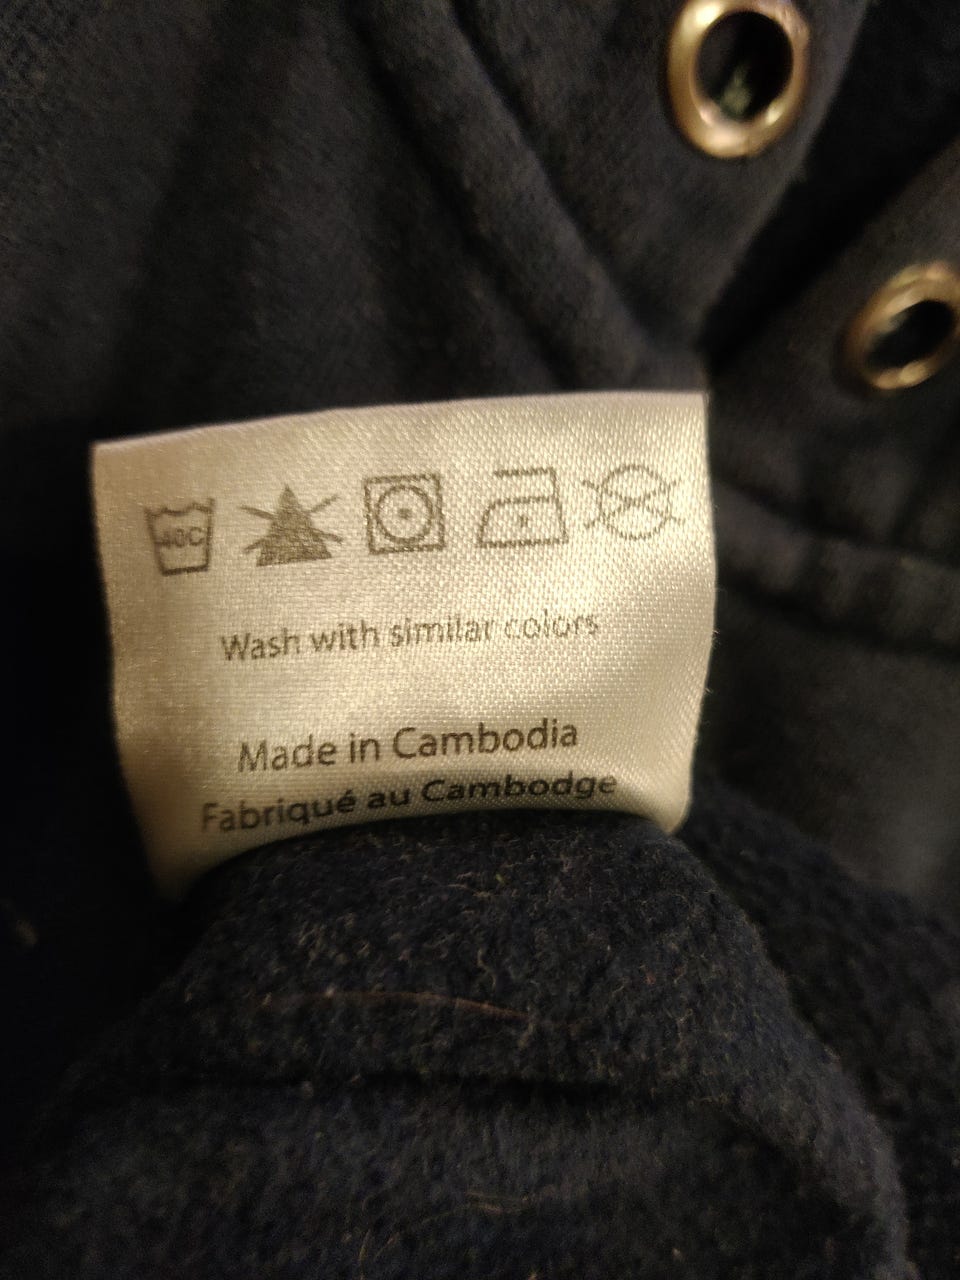 40C
Wash with similar colors
Made in Cambodia
Fabriqué au Cambodge